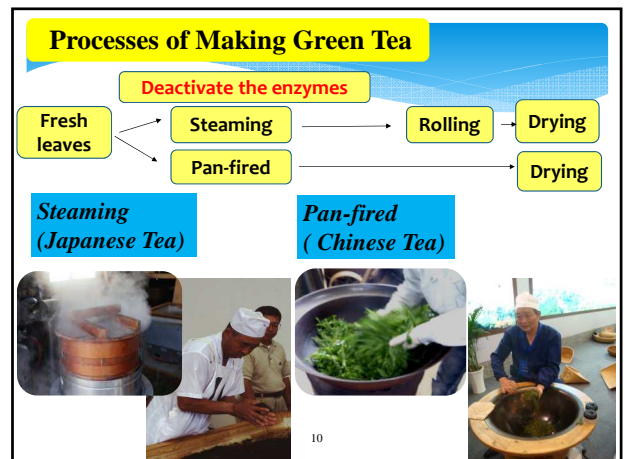 Processes of Making Green Tea
Deactivate the enzymes
Fresh
leaves
Steaming
Rolling
Drying
Pan-fired
Drying
Steaming
(Japanese Tea)
Pan-fired
( Chinese Tea)
10